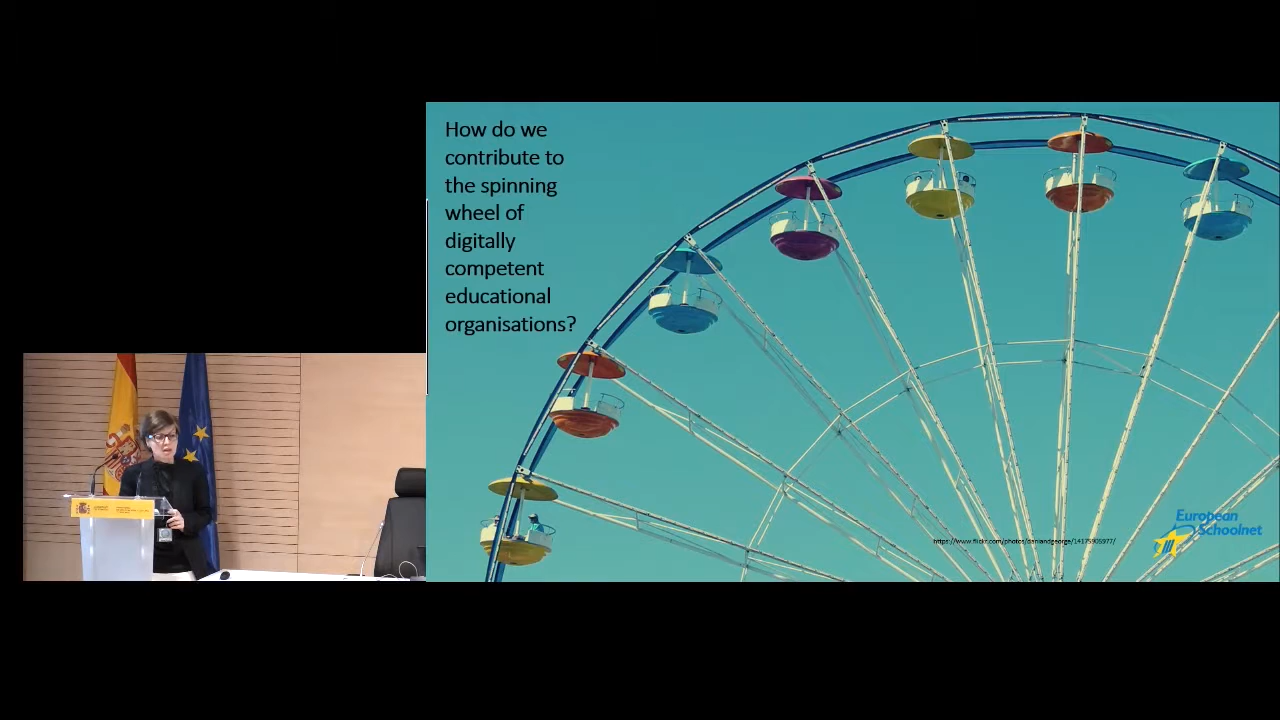 How do we
contribute to
the spinning
wheel of
digitally
competent
educational
organisations?
European
Schoolnet